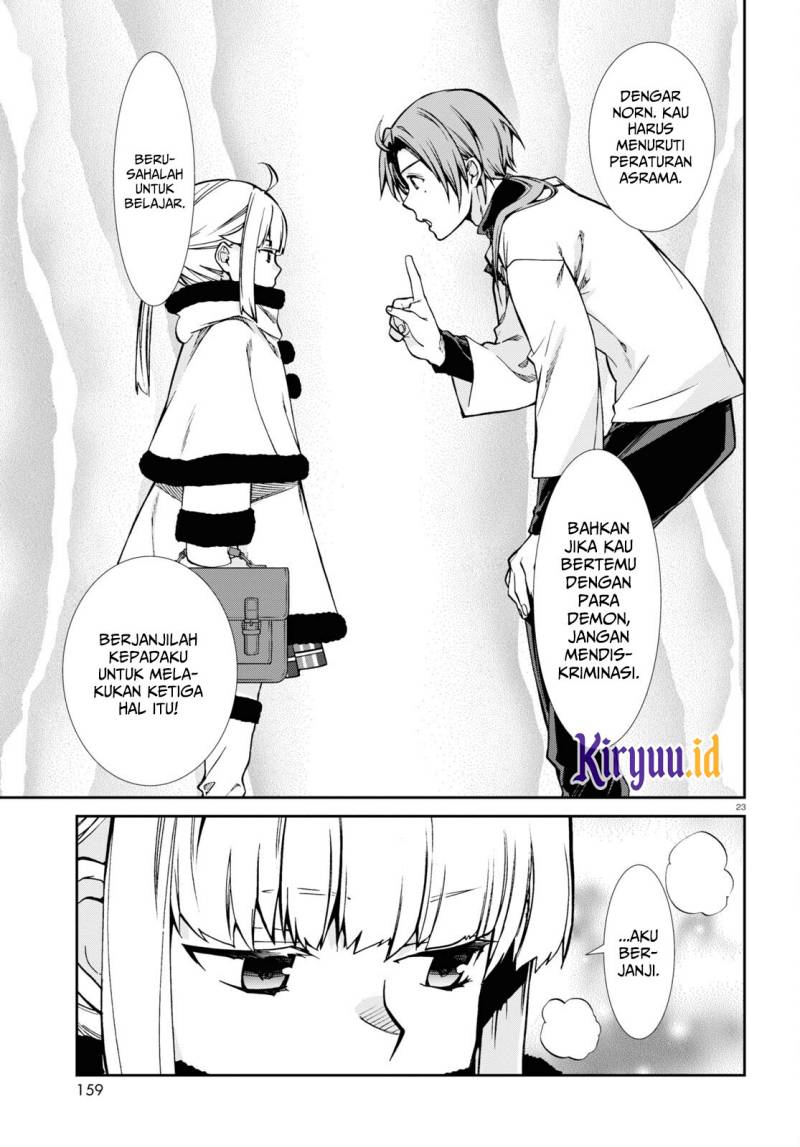 DENGAR
NORN. KAU
HARUS
MENURUTI
PERATURAN
ASRAMA.
BERU-
SAHALAH
UNTUK
BELAJAR.
BAHKAN
JIKA KAU
BERTEMU
DENGAN
PARA
DEMON,
JANGAN
MENDIS-
KRIMINASI.
BERJANJILAH
KEPADAKU
UNTUK MELA-
KUKAN KETIGA
HAL ITU!
Kiryuu.id
23
...AKU
BER-
JANJI.
159